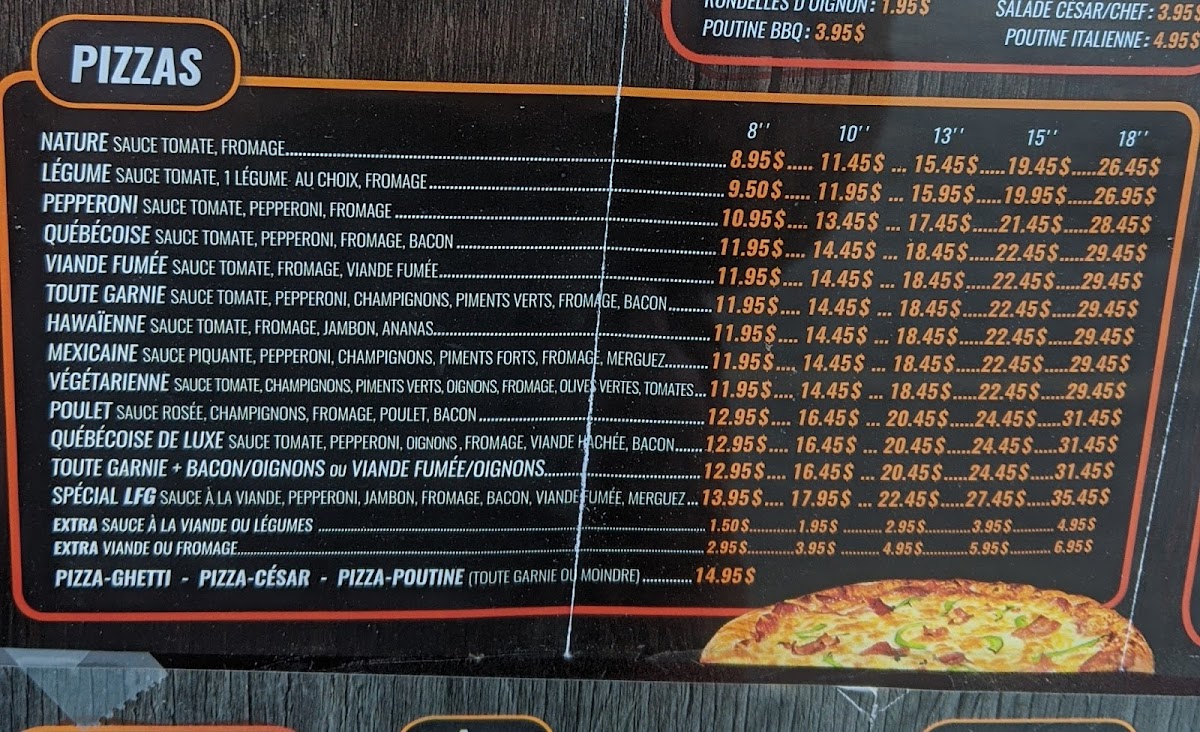 RONDELLES D'OIGNON: 1.95$
SALADE CÉSAR/CHEF: 3.95$
POUTINE BBQ: 3.95$
POUTINE ITALIENNE: 4.95$
PIZZAS
8'' 10'' 13'' 15'' 18''
NATURE SAUCE TOMATE, FROMAGE 8.95$ 11.45$ 15.45$ 19.45$ 26.45$
LÉGUME SAUCE TOMATE, 1 LÉGUME AU CHOIX, FROMAGE 9.50$ 11.95$ 15.95$ 19.95$ 26.95$
PEPPERONI SAUCE TOMATE, PEPPERONI, FROMAGE 10.95$ 13.45$ 17.45$ 21.45$ 28.45$
QUÉBÉCOISE SAUCE TOMATE, PEPPERONI, FROMAGE, BACON 11.95$ 14.45$ 18.45$ 22.45$ 29.45$
VIANDE FUMÉE SAUCE TOMATE, FROMAGE, VIANDE FUMÉE 11.95$ 14.45$ 18.45$ 22.45$ 29.45$
TOUTE GARNIE SAUCE TOMATE, PEPPERONI, CHAMPIGNONS, PIMENTS VERTS, FROMAGE, BACON 11.95$ 14.45$ 18.45$ 22.45$ 29.45$
HAWAÏENNE SAUCE TOMATE, FROMAGE, JAMBON, ANANAS 11.95$ 14.45$ 18.45$ 22.45$ 29.45$
MEXICAINE SAUCE PIQUANTE, PEPPERONI, CHAMPIGNONS, PIMENTS FORTS, FROMAGE, MERGUEZ 11.95$ 14.45$ 18.45$ 22.45$ 29.45$
VÉGÉTARIENNE SAUCE TOMATE, CHAMPIGNONS, PIMENTS VERTS, OIGNONS, FROMAGE, OLIVES VERTES, TOMATES 11.95$ 14.45$ 18.45$ 22.45$ 29.45$
POULET SAUCE ROSÉE, CHAMPIGNONS, FROMAGE, POULET, BACON 12.95$ 16.45$ 20.45$ 24.45$ 31.45$
QUÉBÉCOISE DE LUXE SAUCE TOMATE, PEPPERONI, OIGNONS, FROMAGE, VIANDE HACHÉE, BACON 12.95$ 16.45$ 20.45$ 24.45$ 31.45$
TOUTE GARNIE + BACON/OIGNONS OU VIANDE FUMÉE/OIGNONS 12.95$ 16.45$ 20.45$ 24.45$ 31.45$
SPÉCIAL LFG SAUCE À LA VIANDE, PEPPERONI, JAMBON, FROMAGE, BACON, VIANDE FUMÉE, MERGUEZ 13.95$ 17.95$ 22.45$ 27.45$ 35.45$
EXTRA SAUCE À LA VIANDE OU LÉGUMES 1.50$ 1.95$ 2.95$ 3.95$ 4.95$
EXTRA VIANDE OU FROMAGE 2.95$ 3.95$ 4.95$ 5.95$ 6.95$
PIZZA-GHETTI - PIZZA-CÉSAR - PIZZA-POUTINE (TOUTE GARNIE OU MOINDRE) 14.95$